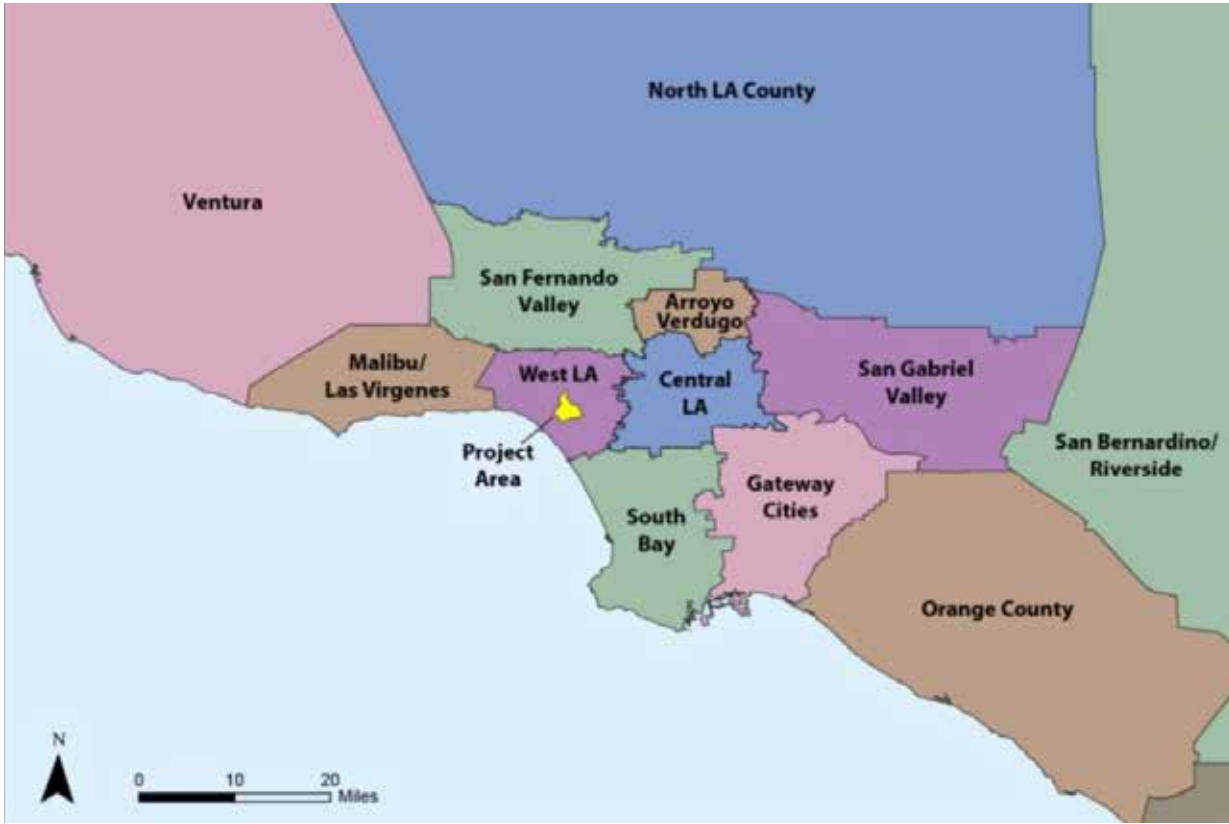 North LA County
Ventura
San Fernando
Valley
Arroyo
Verdugo
Malibu/
Las Virgenes
West LA
Central
LA
San Gabriel
Valley
Project
Area
San Bernardino/
Riverside
Gateway
Cities
South
Bay
Orange County
N
0 10 20
Miles